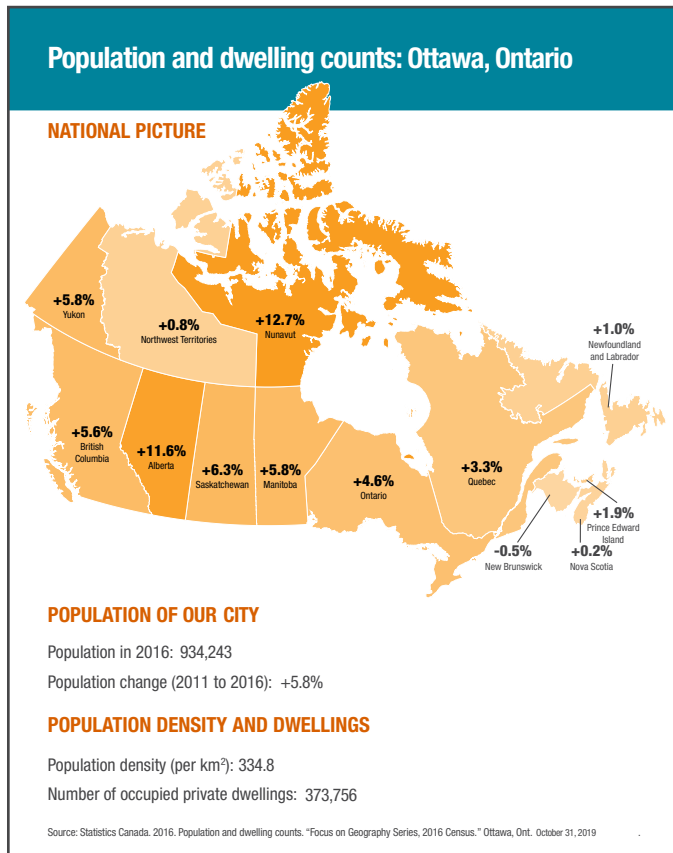 Population and dwelling counts: Ottawa, Ontario
NATIONAL PICTURE
+5.8%
Yukon
+0.8%
Northwest Territories
+12.7%
Nunavut
+1.0%
Newfoundland
and Labrador
+5.6%
British
Columbia
+11.6%
Alberta
+6.3%
Saskatchewan
+5.8%
Manitoba
+4.6%
Ontario
+3.3%
Quebec
+1.9%
Prince Edward
Island
-0.5%
New Brunswick
+0.2%
Nova Scotia
POPULATION OF OUR CITY
Population in 2016: 934,243
Population change (2011 to 2016): +5.8%
POPULATION DENSITY AND DWELLINGS
Population density (per km²): 334.8
Number of occupied private dwellings: 373,756
Source: Statistics Canada. 2016. Population and dwelling counts. “Focus on Geography Series, 2016 Census.” Ottawa, Ont. October 31, 2019 .